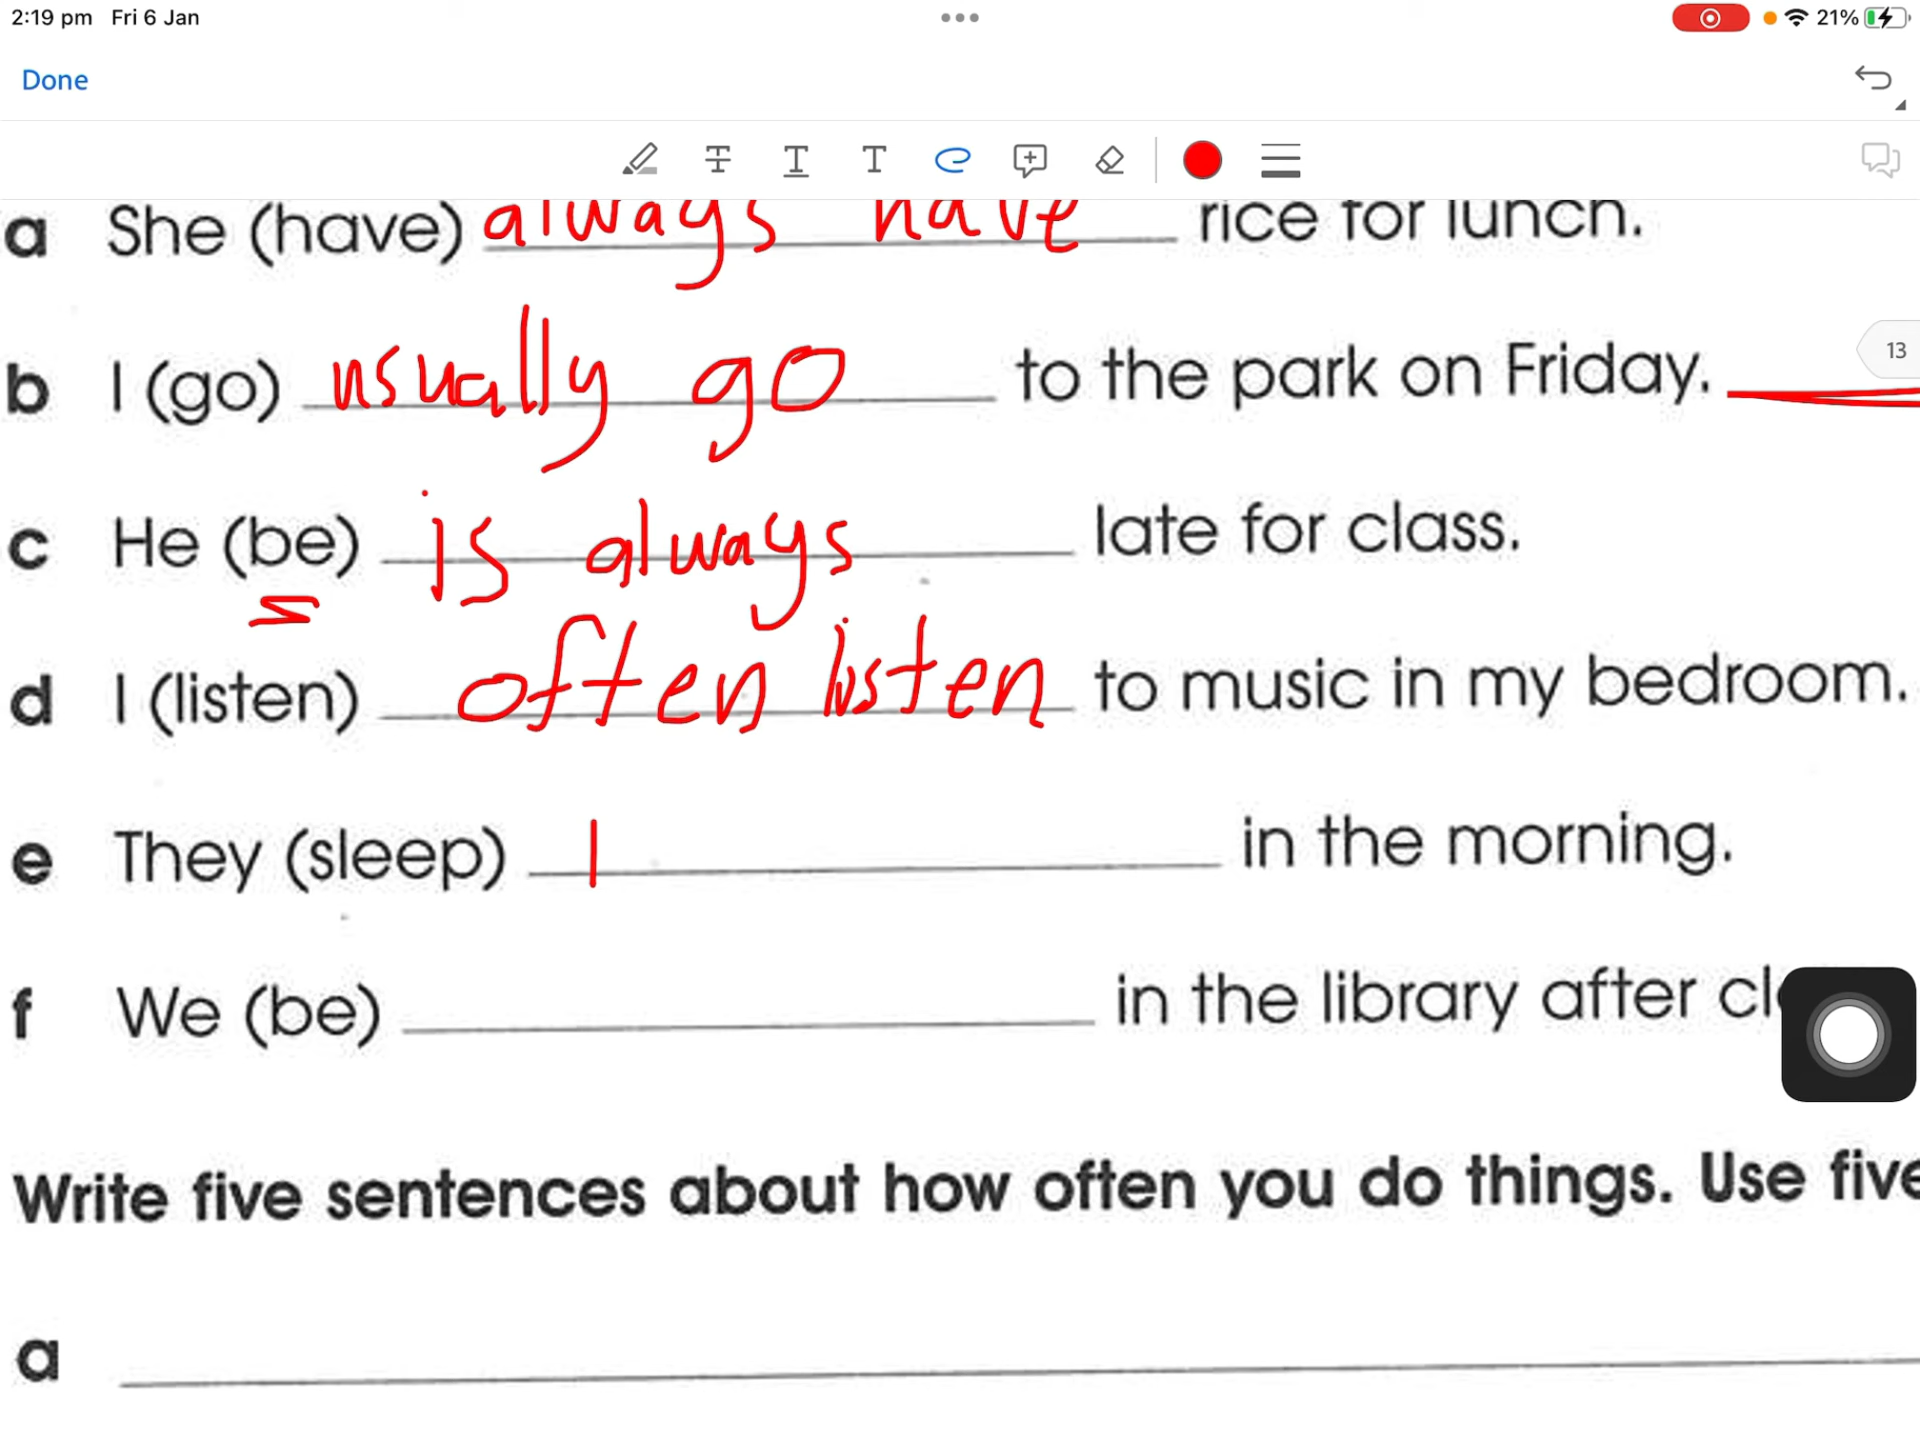 2:19 pm Fri 6 Jan 21%
Done
a She (have) always have rice for lunch.
b I (go) usually go to the park on Friday.
13
c He (be) is always late for class.
d I (listen) often listen to music in my bedroom.
e They (sleep) l in the morning.
f We (be) in the library after cl
Write five sentences about how often you do things. Use five
a